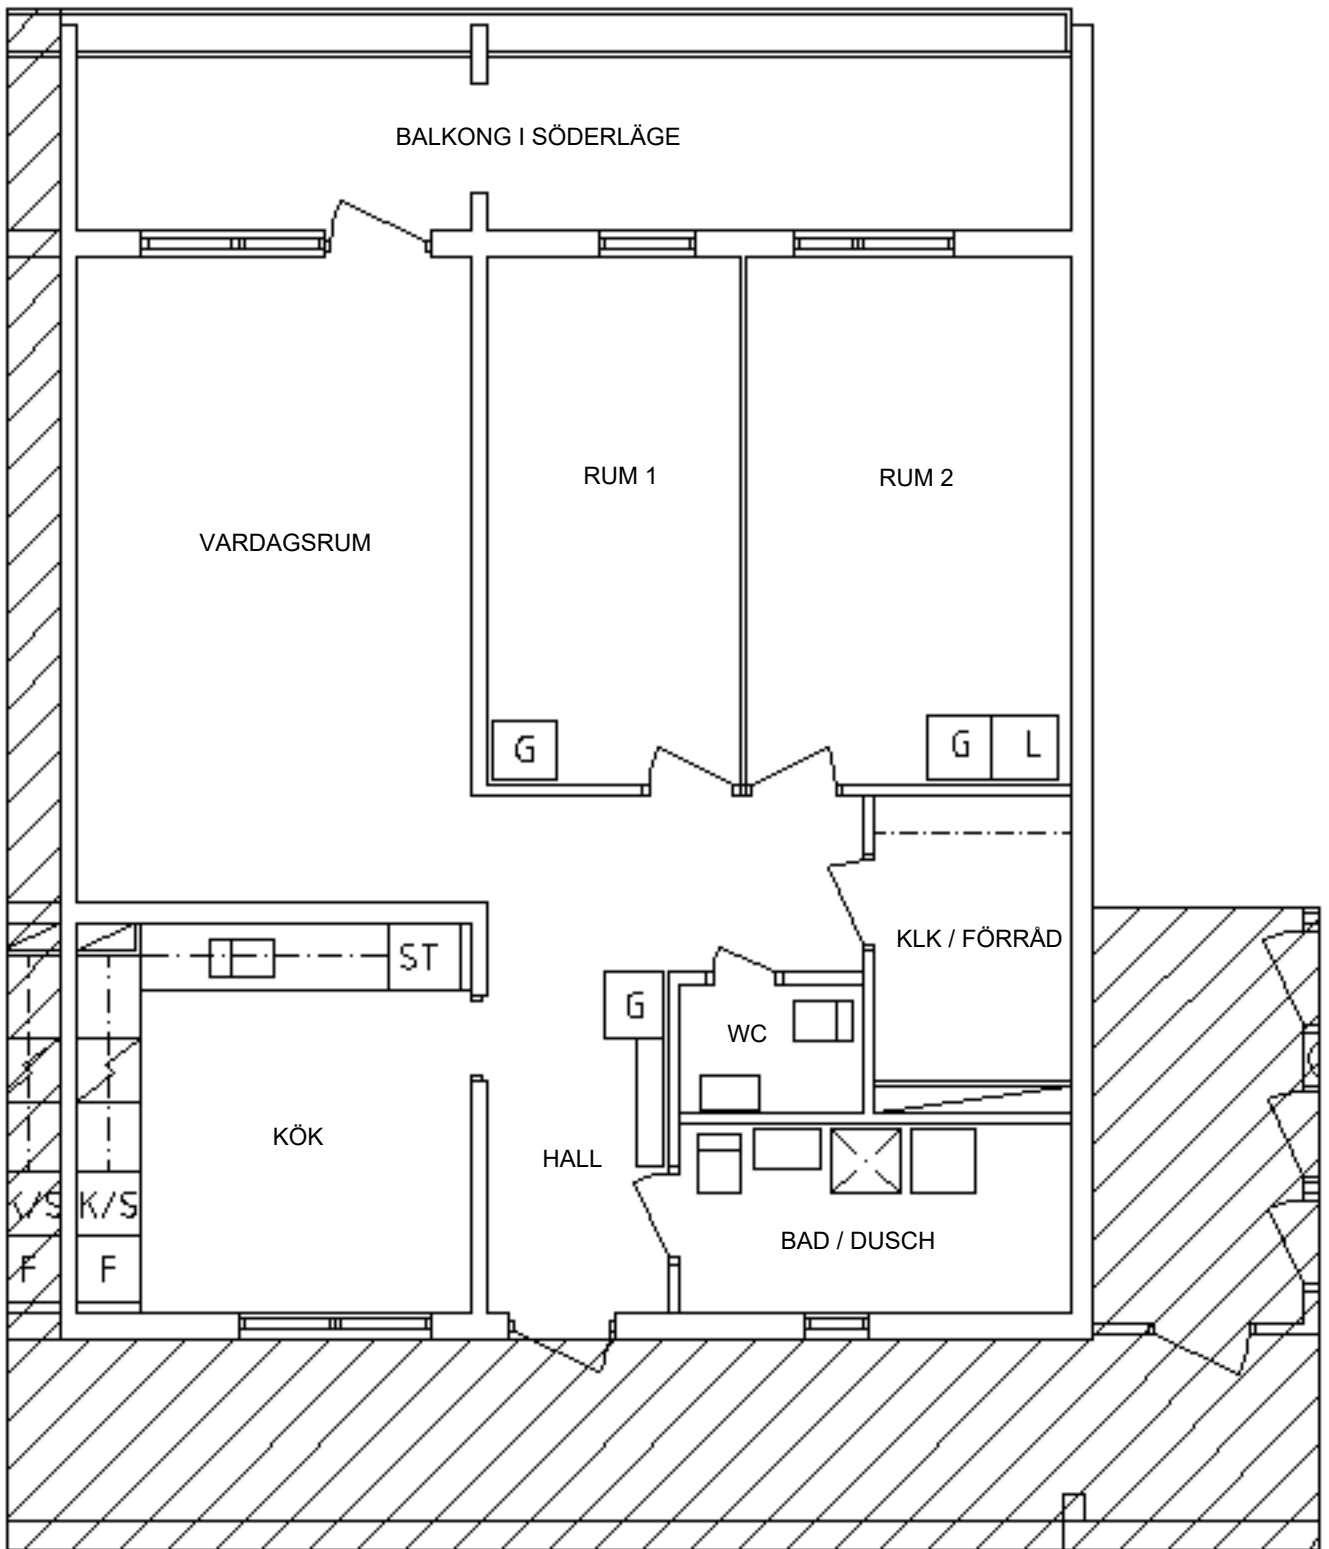 BALKONG I SÖDERLÄGE
RUM 1
RUM 2
VARDAGSRUM
G
G L
ST
KLK / FÖRRÅD
G
WC
KÖK
HALL
K/S K/S
BAD / DUSCH
F F